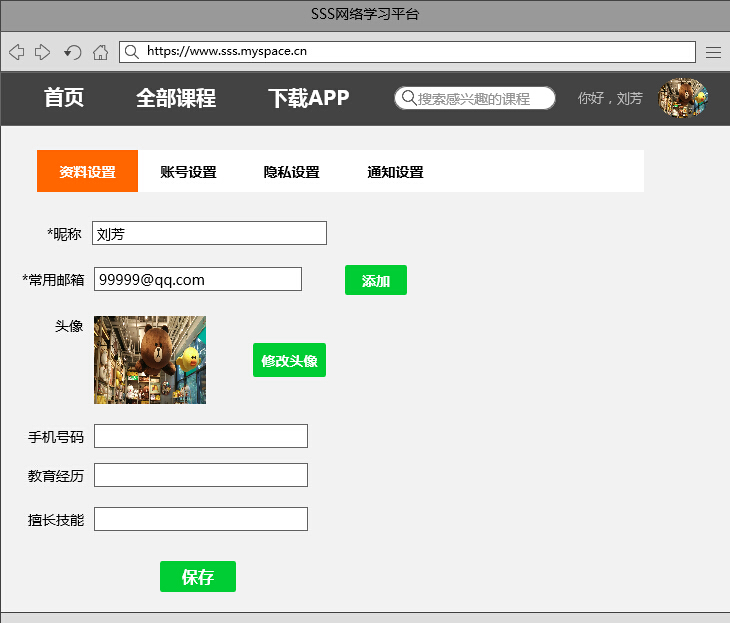 SSS网络学习平台
https://www.sss.myspace.cn
首页 全部课程 下载APP 搜索感兴趣的课程 你好，刘芳
资料设置 账号设置 隐私设置 通知设置
*昵称 刘芳
*常用邮箱 99999@qq.com 添加
头像
修改头像
手机号码
教育经历
擅长技能
保存